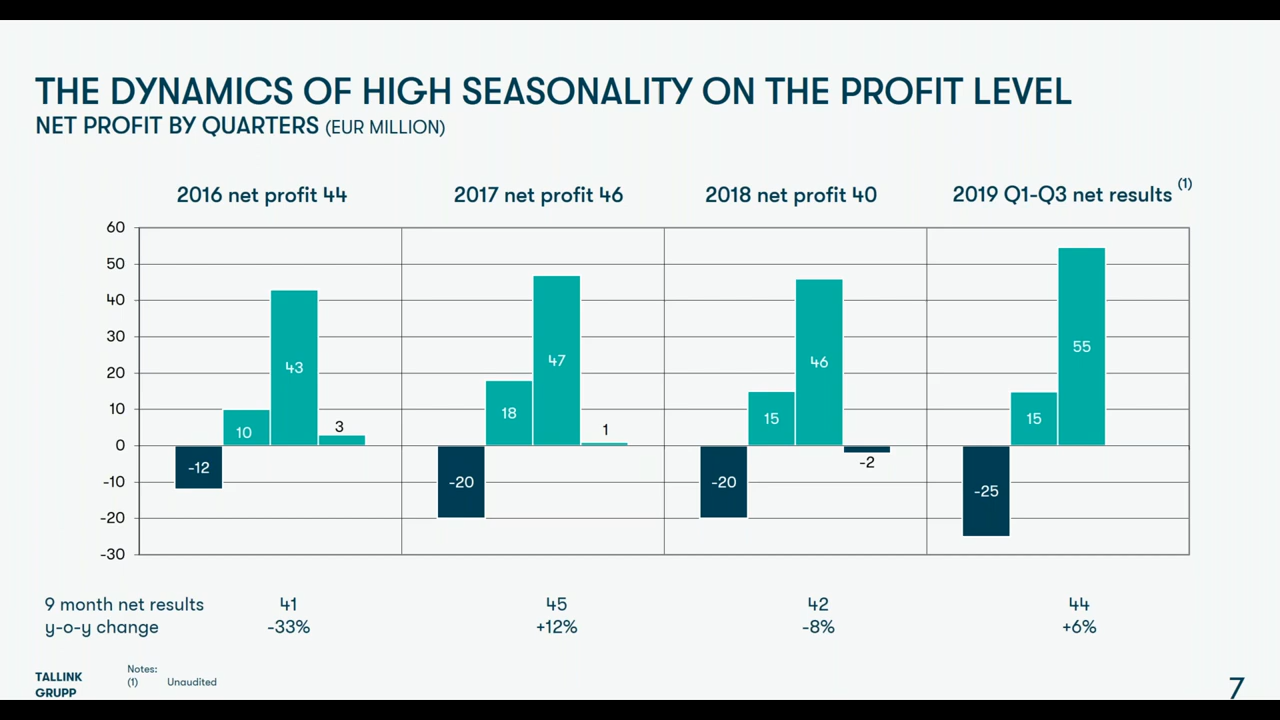 THE DYNAMICS OF HIGH SEASONALITY ON THE PROFIT LEVEL
NET PROFIT BY QUARTERS (EUR MILLION)
2016 net profit 44
2017 net profit 46
2018 net profit 40
2019 Q1-Q3 net results (1)
60
50
40
30
20
10
0
-10
-20
-30
-12
10
43
3
-20
18
47
1
-20
15
46
-2
-25
15
55
9 month net results 41 45 42 44
y-o-y change -33% +12% -8% +6%
Notes:
(1) Unaudited
TALLINK
GRUPP
7